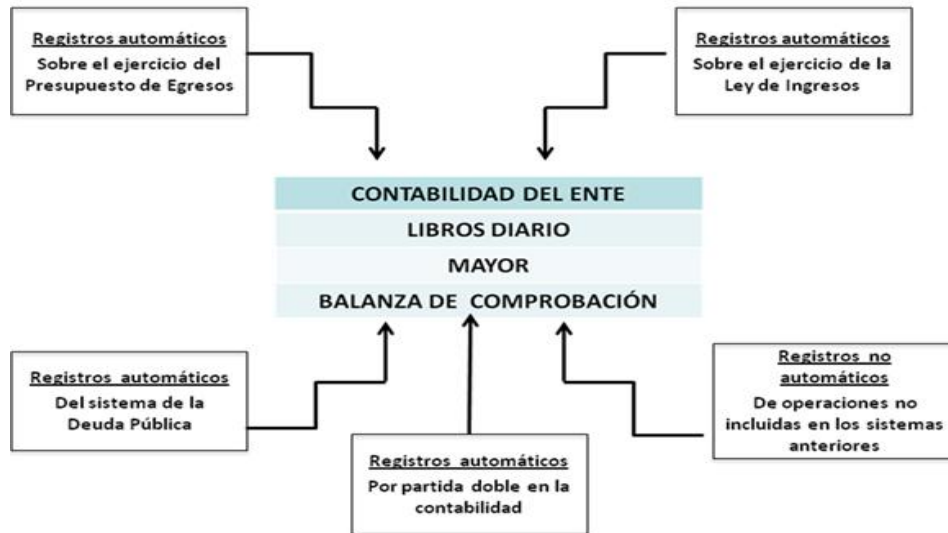 Registros automáticos
Sobre el ejercicio del
Presupuesto de Egresos
Registros automáticos
Sobre el ejercicio de la
Ley de Ingresos
CONTABILIDAD DEL ENTE
LIBROS DIARIO
MAYOR
BALANZA DE COMPROBACIÓN
Registros automáticos
Del sistema de la
Deuda Pública
Registros automáticos
Por partida doble en la
contabilidad
Registros no
automáticos
De operaciones no
incluidas en los sistemas
anteriores